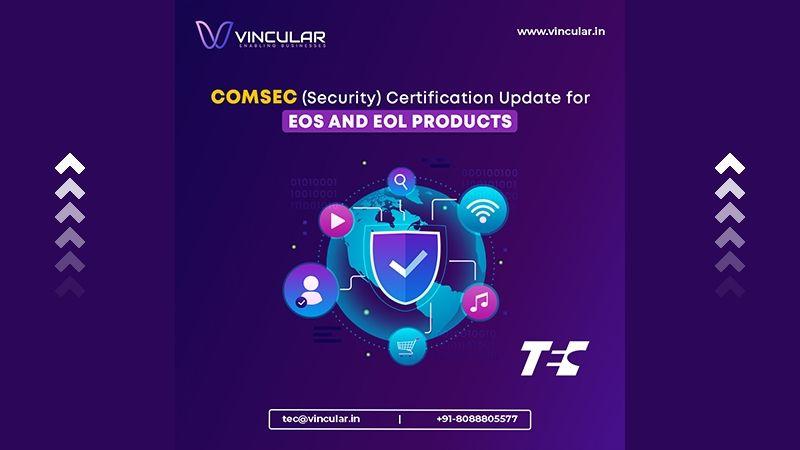 VINCULAR
ENABLING BUSINESSES
www.vincular.in
COMSEC (Security) Certification Update for
EOS AND EOL PRODUCTS
01010001
TEC
tec@vincular.in | +91-8088805577